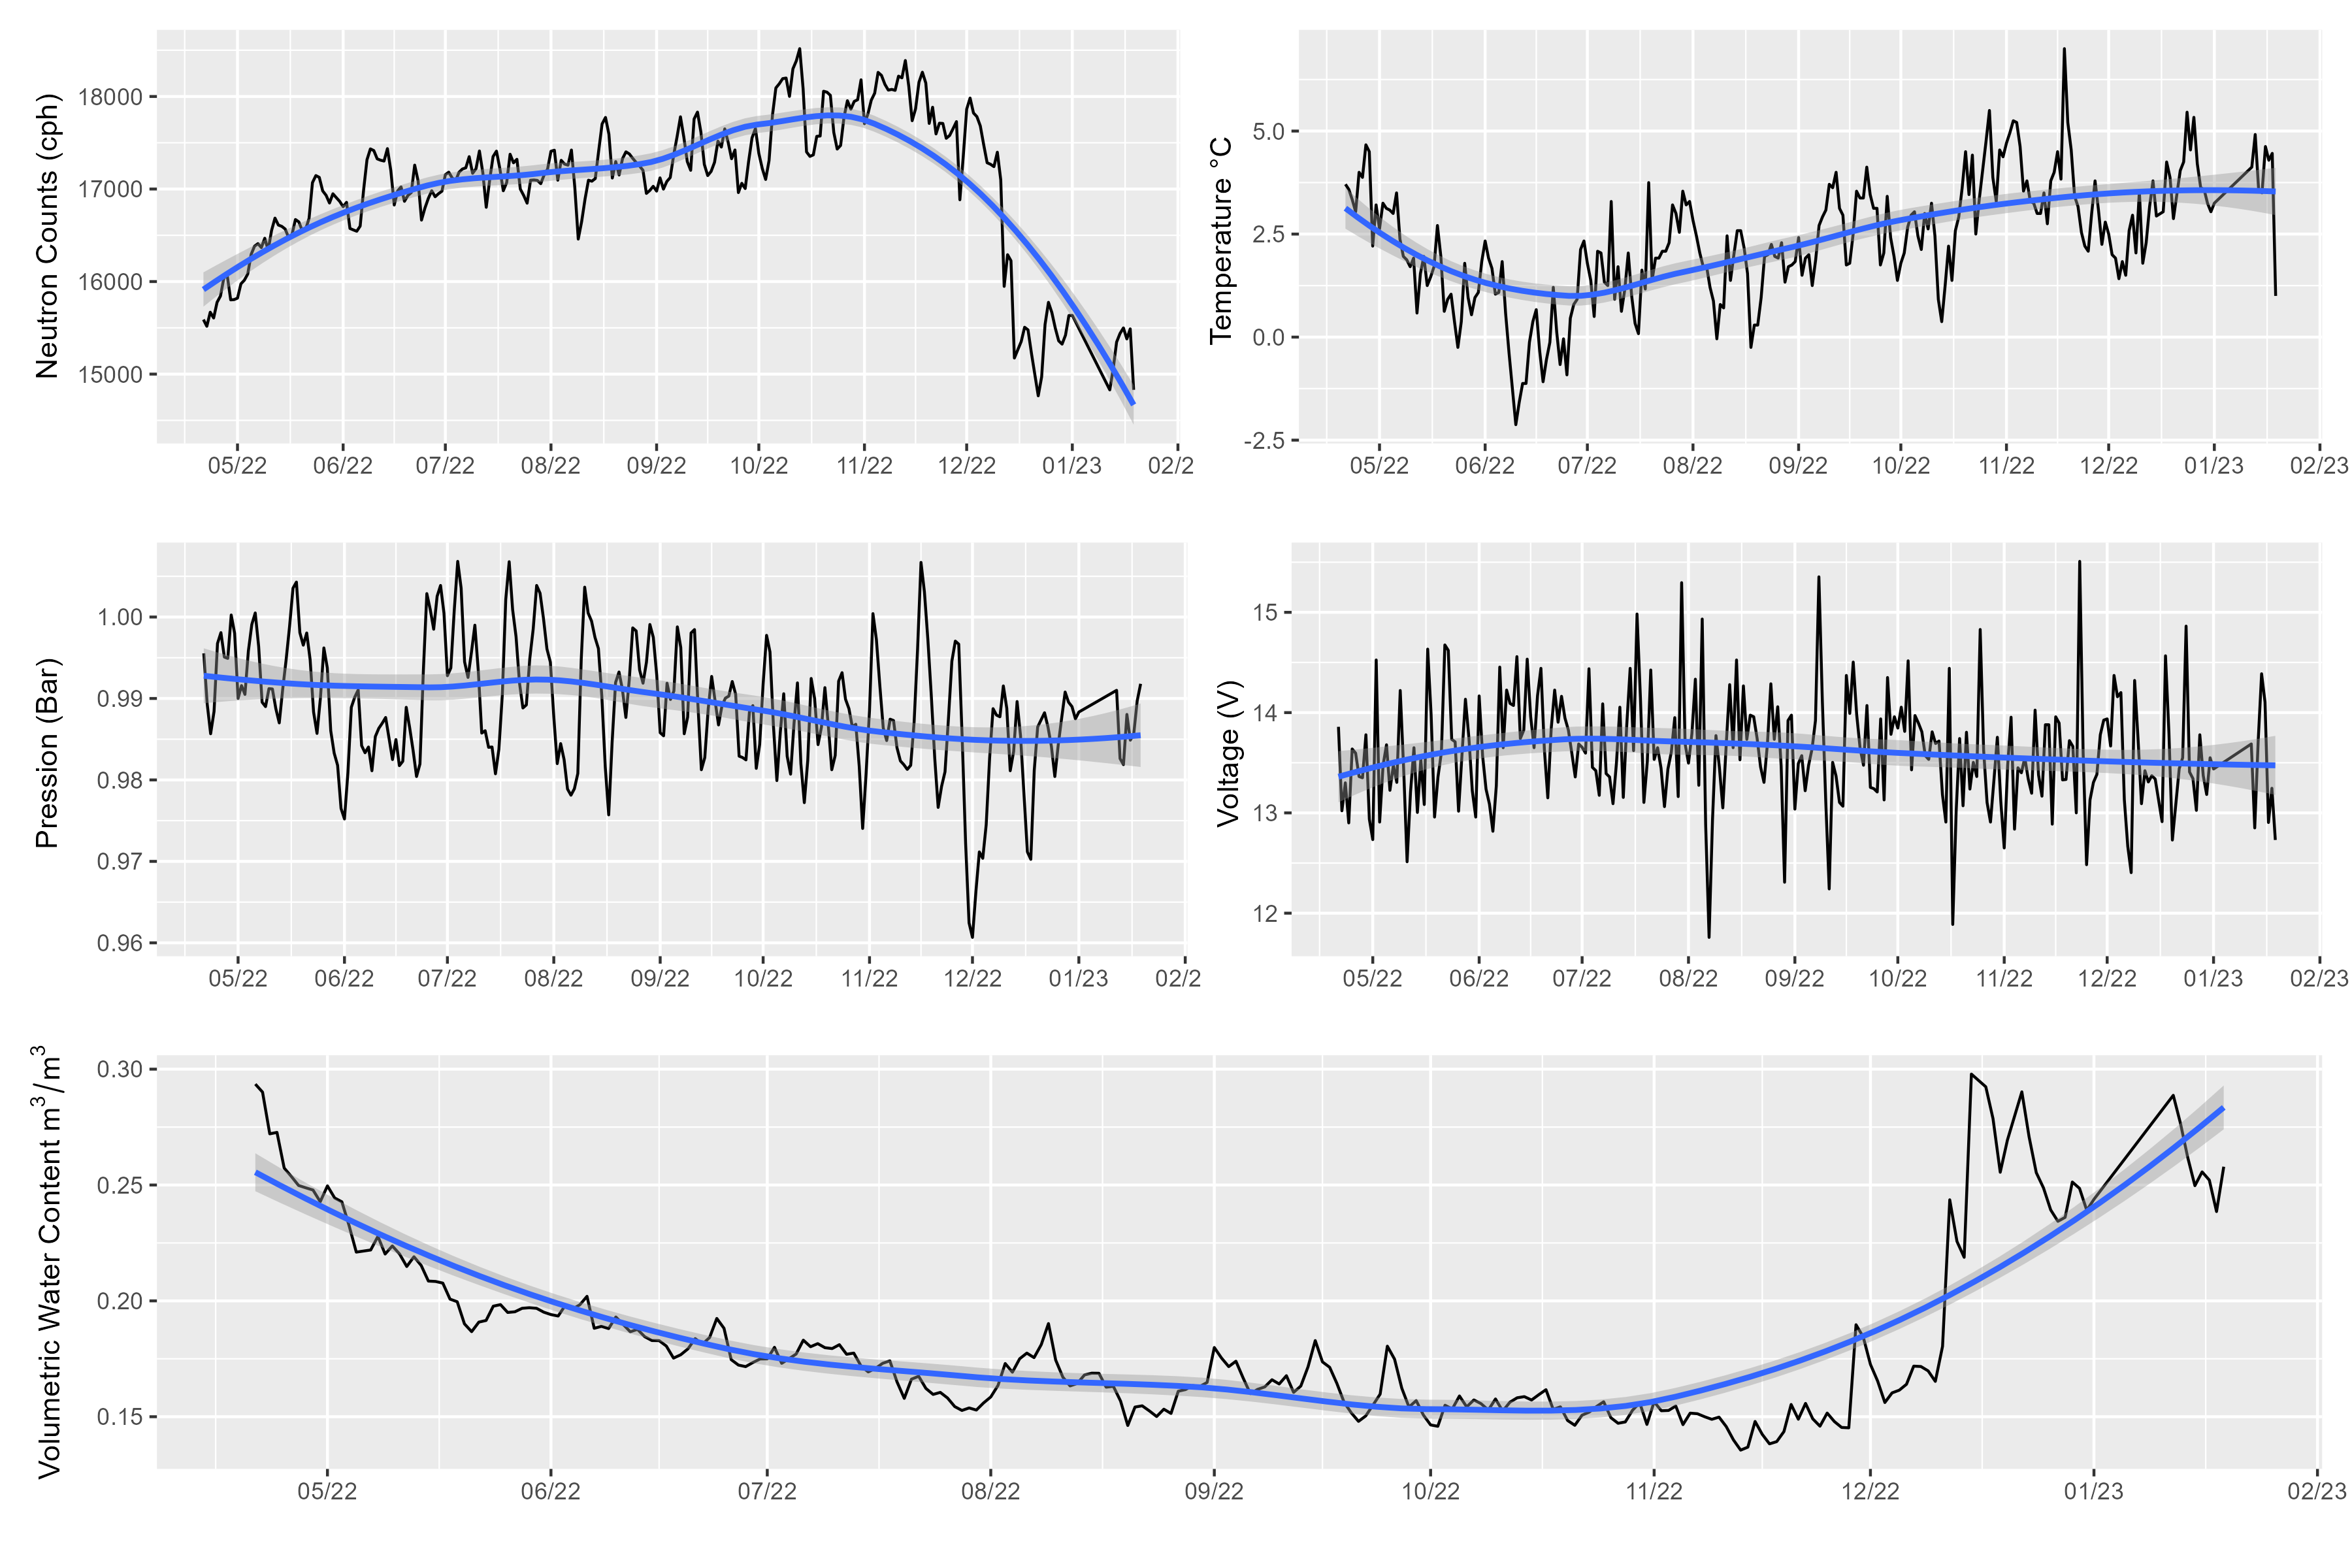 Neutron Counts (cph)
18000
17000
16000
15000
05/22 06/22 07/22 08/22 09/22 10/22 11/22 12/22 01/23 02/2
Temperature °C
5.0
2.5
0.0
-2.5
05/22 06/22 07/22 08/22 09/22 10/22 11/22 12/22 01/23 02/23
Pression (Bar)
1.00
0.99
0.98
0.97
0.96
05/22 06/22 07/22 08/22 09/22 10/22 11/22 12/22 01/23 02/2
Voltage (V)
15
14
13
12
05/22 06/22 07/22 08/22 09/22 10/22 11/22 12/22 01/23 02/23
Volumetric Water Content m³/m³
0.30
0.25
0.20
0.15
05/22 06/22 07/22 08/22 09/22 10/22 11/22 12/22 01/23 02/23